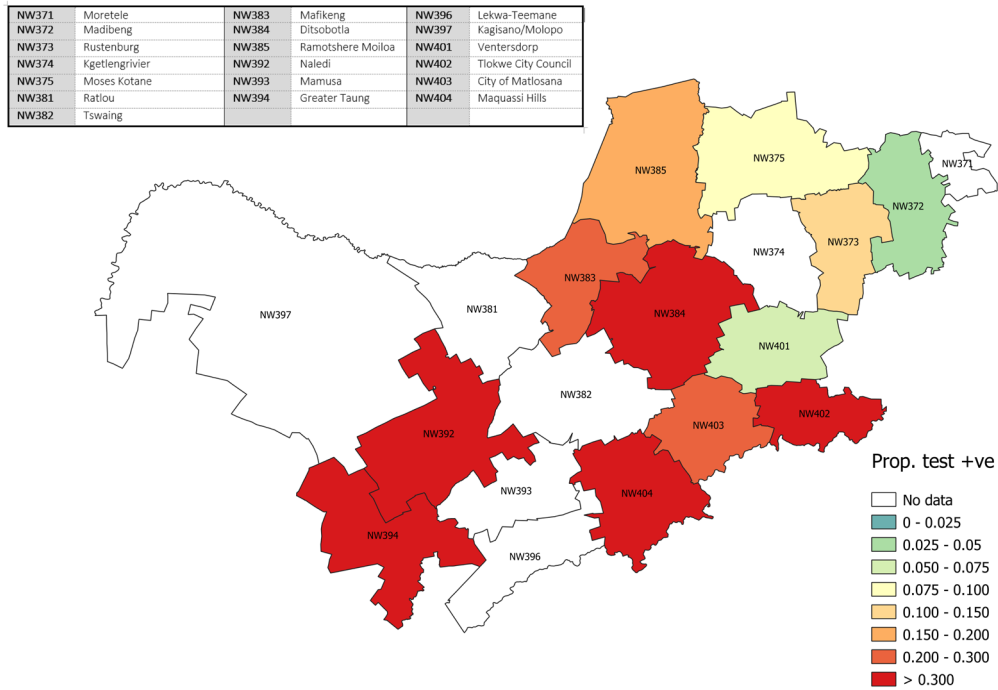 NW371 Moretele NW383 Mafikeng NW396 Lekwa-Teemane
NW372 Madibeng NW384 Ditsobotla NW397 Kagisano/Molopo
NW373 Rustenburg NW385 Ramotshere Moiloa NW401 Ventersdorp
NW374 Kgetlengrivier NW392 Naledi NW402 Tlokwe City Council
NW375 Moses Kotane NW393 Mamusa NW403 City of Matlosana
NW381 Ratlou NW394 Greater Taung NW404 Maquassi Hills
NW382 Tswaing
NW375
NW371
NW385
NW372
NW373
NW374
NW383
NW381
NW384
NW397
NW401
NW382
NW402
NW403
NW392
NW393
NW404
NW394
NW396
Prop. test +ve
No data
0 - 0.025
0.025 - 0.05
0.050 - 0.075
0.075 - 0.100
0.100 - 0.150
0.150 - 0.200
0.200 - 0.300
> 0.300